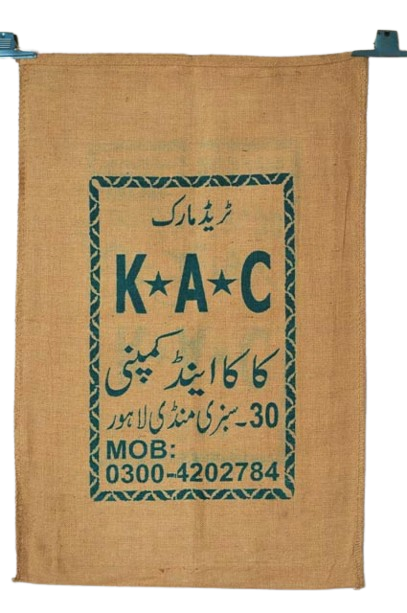 ٹریڈ مارک
K★A★C
کاکا اینڈ کمپنی
30۔سبزی منڈی لاہور
MOB:
0300-4202784